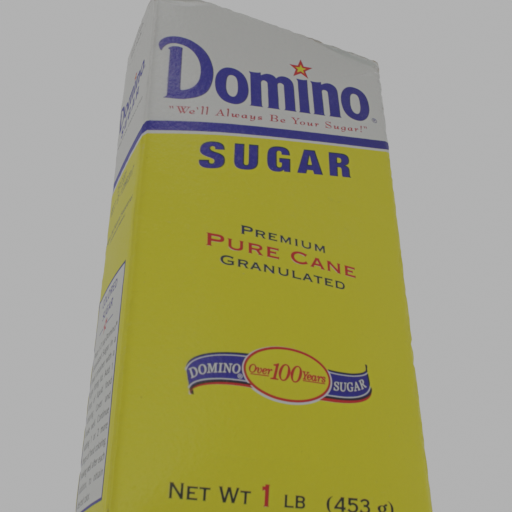 Domino
"We'll Always Be Your Sugar!"
SUGAR
PREMIUM
PURE CANE
GRANULATED
DOMINO Over 100 Years SUGAR
NET WT 1 LB (453 g)
Domino